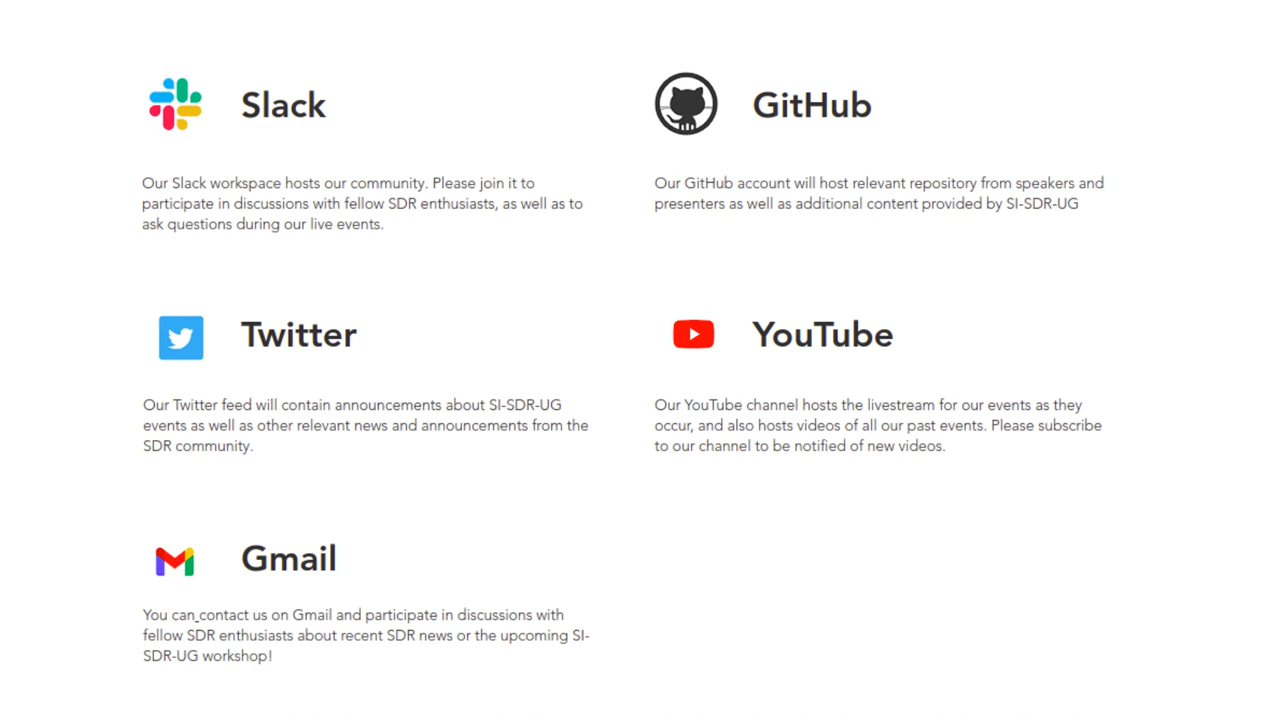 Slack
Our Slack workspace hosts our community. Please join it to
participate in discussions with fellow SDR enthusiasts, as well as to
ask questions during our live events.
GitHub
Our GitHub account will host relevant repository from speakers and
presenters as well as additional content provided by SI-SDR-UG
Twitter
Our Twitter feed will contain announcements about SI-SDR-UG
events as well as other relevant news and announcements from the
SDR community.
YouTube
Our YouTube channel hosts the livestream for our events as they
occur, and also hosts videos of all our past events. Please subscribe
to our channel to be notified of new videos.
Gmail
You can contact us on Gmail and participate in discussions with
fellow SDR enthusiasts about recent SDR news or the upcoming SI-
SDR-UG workshop!